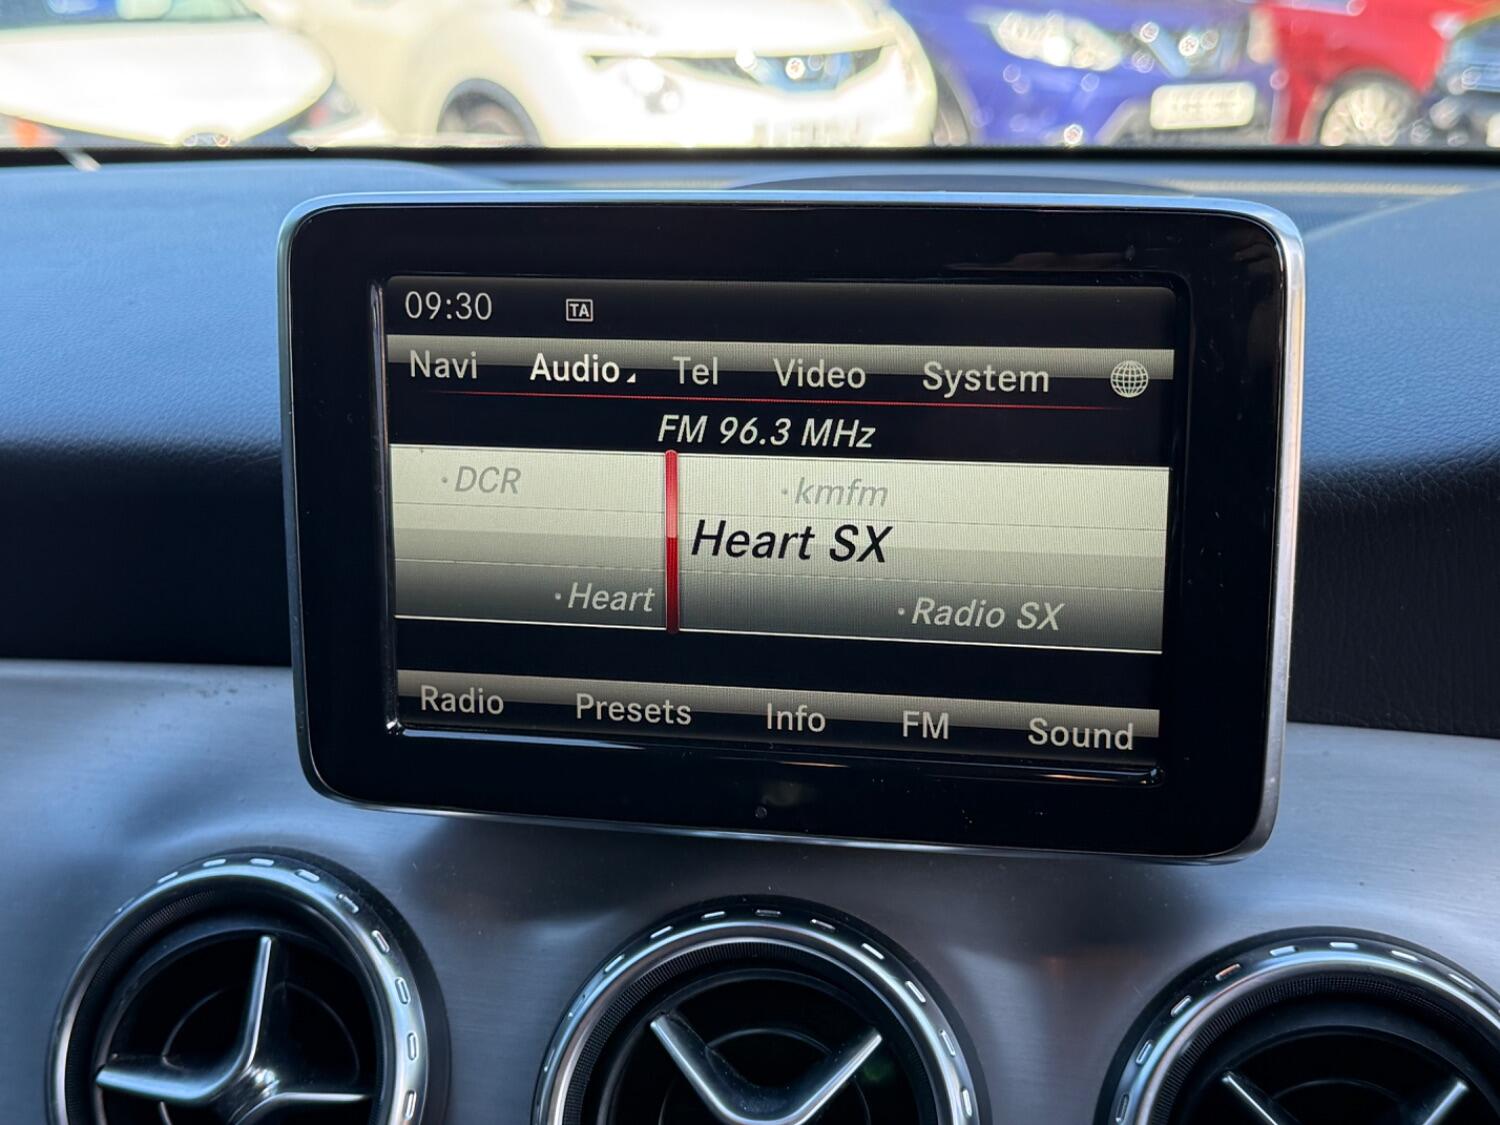 09:30 TA
Navi Audio Tel Video System
FM 96.3 MHz
·DCR ·kmfm
Heart SX
·Heart ·Radio SX
Radio Presets Info FM Sound